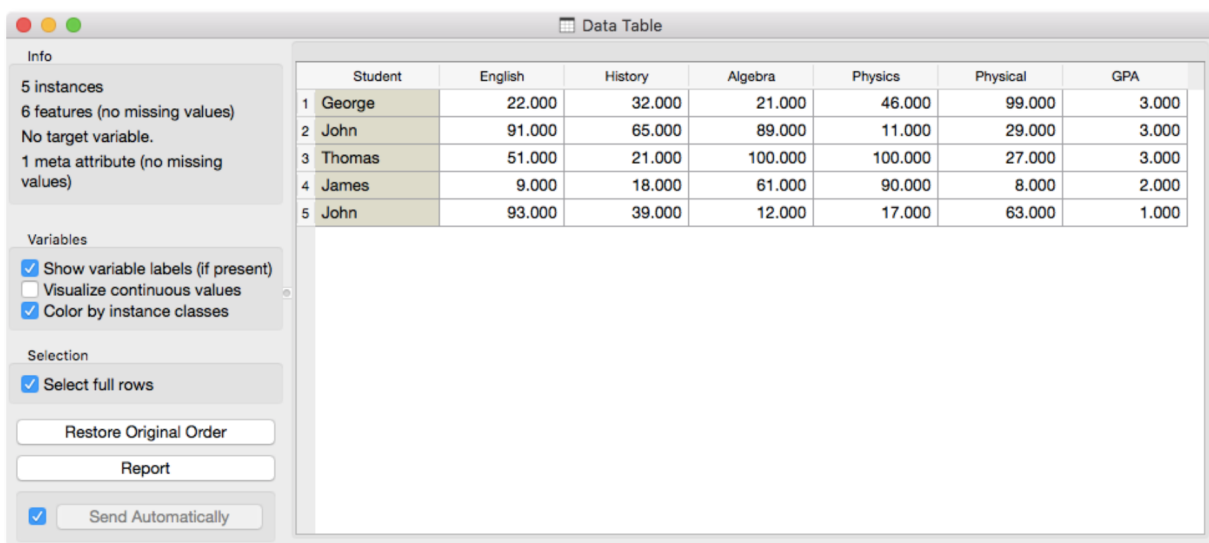 Data Table
Info
5 instances
6 features (no missing values)
No target variable.
1 meta attribute (no missing
values)
Variables
Show variable labels (if present)
Visualize continuous values
Color by instance classes
Selection
Select full rows
Restore Original Order
Report
Send Automatically
Student English History Algebra Physics Physical GPA
1 George 22.000 32.000 21.000 46.000 99.000 3.000
2 John 91.000 65.000 89.000 11.000 29.000 3.000
3 Thomas 51.000 21.000 100.000 100.000 27.000 3.000
4 James 9.000 18.000 61.000 90.000 8.000 2.000
5 John 93.000 39.000 12.000 17.000 63.000 1.000